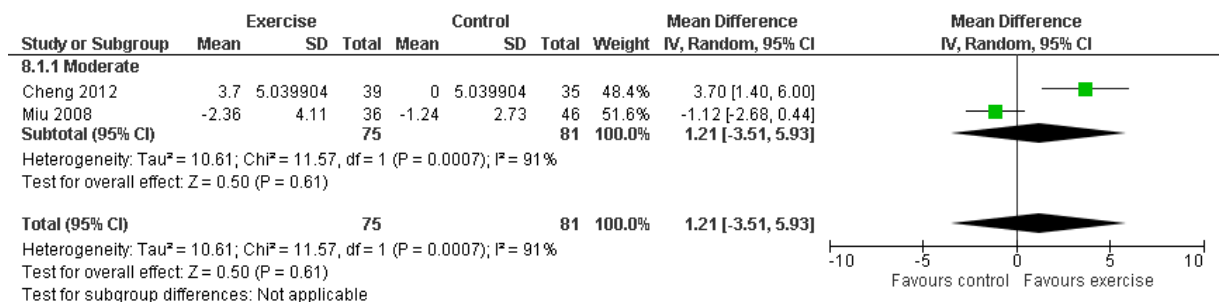 Exercise Control Mean Difference Mean Difference
Study or Subgroup Mean SD Total Mean SD Total Weight IV, Random, 95% CI IV, Random, 95% CI
8.1.1 Moderate
Cheng 2012 3.7 5.039904 39 0 5.039904 35 48.4% 3.70 [1.40, 6.00]
Miu 2008 -2.36 4.11 36 -1.24 2.73 46 51.6% -1.12 [-2.68, 0.44]
Subtotal (95% CI) 75 81 100.0% 1.21 [-3.51, 5.93]
Heterogeneity: Tau² = 10.61; Chi² = 11.57, df = 1 (P = 0.0007); I² = 91%
Test for overall effect: Z = 0.50 (P = 0.61)
Total (95% CI) 75 81 100.0% 1.21 [-3.51, 5.93]
Heterogeneity: Tau² = 10.61; Chi² = 11.57, df = 1 (P = 0.0007); I² = 91%
Test for overall effect: Z = 0.50 (P = 0.61)
Test for subgroup differences: Not applicable
-10 -5 0 5 10
Favours control Favours exercise